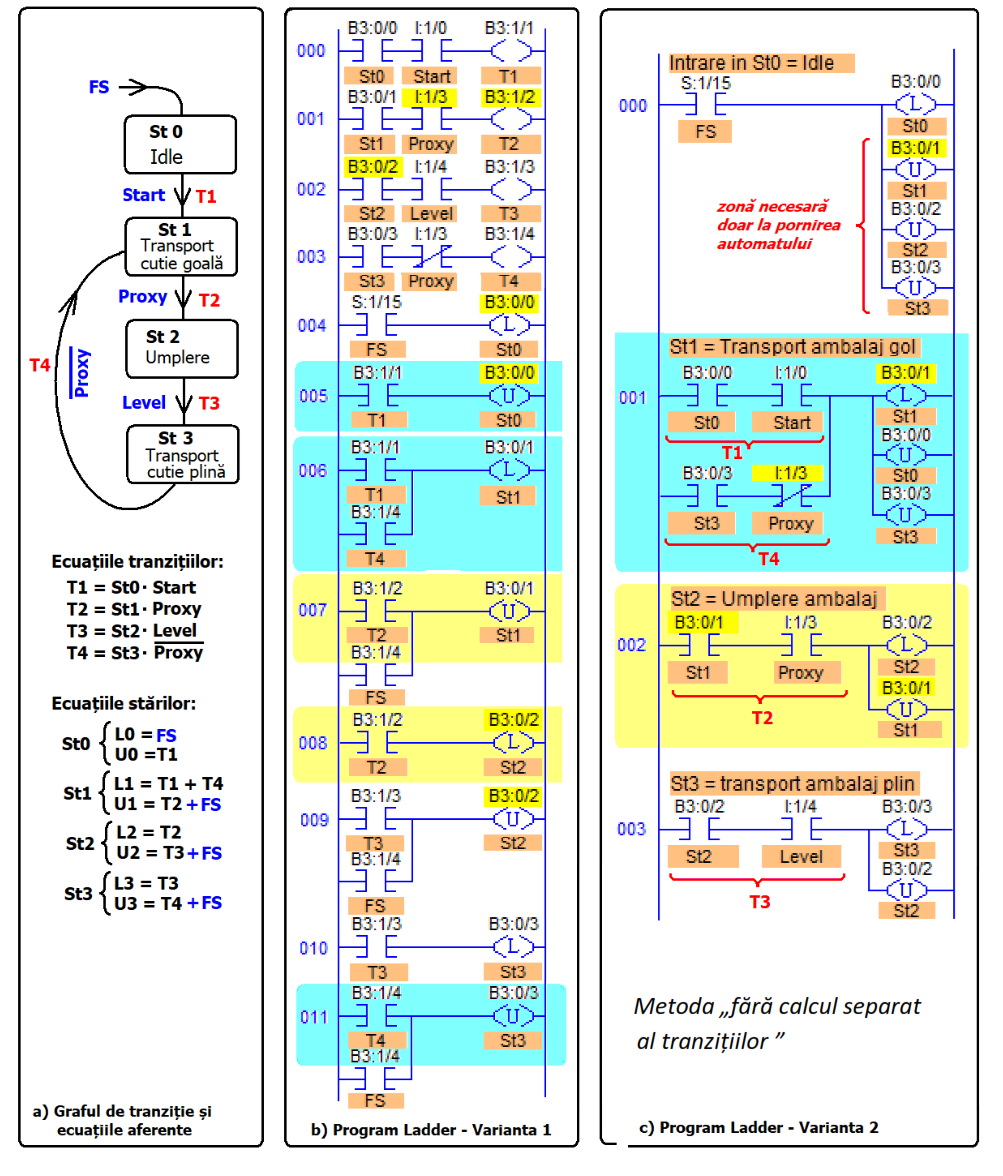 FS
St 0
Idle
Start T1
St 1
Transport
cutie goală
Proxy T2
St 2
Umplere
T4 Proxy
Level T3
St 3
Transport
cutie plină
Ecuațiile tranzițiilor:
T1 = St0· Start
T2 = St1· Proxy
T3 = St2· Level
T4 = St3· Proxy
Ecuațiile stărilor:
St0 L0 = FS
U0 =T1
St1 L1 = T1 + T4
U1 = T2 +FS
St2 L2 = T2
U2 = T3+FS
St3 L3 = T3
U3 = T4 +FS
a) Graful de tranziție și
ecuațiile aferente
B3:0/0 I:1/0 B3:1/1
000
St0 Start T1
B3:0/1 I:1/3 B3:1/2
001
St1 Proxy T2
B3:0/2 I:1/4 B3:1/3
002
St2 Level T3
B3:0/3 I:1/3 B3:1/4
003
St3 Proxy T4
S:1/15 B3:0/0
004 L
FS St0
B3:1/1 B3:0/0
005 U
T1 St0
B3:1/1 B3:0/1
006 L
T1 St1
B3:1/4
T4
B3:1/2 B3:0/1
007 U
T2 St1
B3:1/4
FS
B3:1/2 B3:0/2
008 L
T2 St2
B3:1/3 B3:0/2
009 U
T3 St2
B3:1/4
FS
B3:1/3 B3:0/3
010 L
T3 St3
B3:1/4 B3:0/3
011 U
T4 St3
B3:1/4
FS
b) Program Ladder - Varianta 1
Intrare in St0 = Idle
S:1/15 B3:0/0
000 L
FS St0
B3:0/1
U
St1
zonă necesară
doar la pornirea
automatului
B3:0/2
U
St2
B3:0/3
U
St3
St1 = Transport ambalaj gol
B3:0/0 I:1/0 B3:0/1
001 L
St0 Start St1
T1
B3:0/0
U
St0
B3:0/3 I:1/3 B3:0/3
U
St3 Proxy St3
T4
St2 = Umplere ambalaj
B3:0/1 I:1/3 B3:0/2
002 L
St1 Proxy St2
T2
B3:0/1
U
St1
St3 = transport ambalaj plin
B3:0/2 I:1/4 B3:0/3
003 L
St2 Level St3
T3
B3:0/2
U
St2
Metoda „fără calcul separat
al tranzițiilor ”
c) Program Ladder - Varianta 2